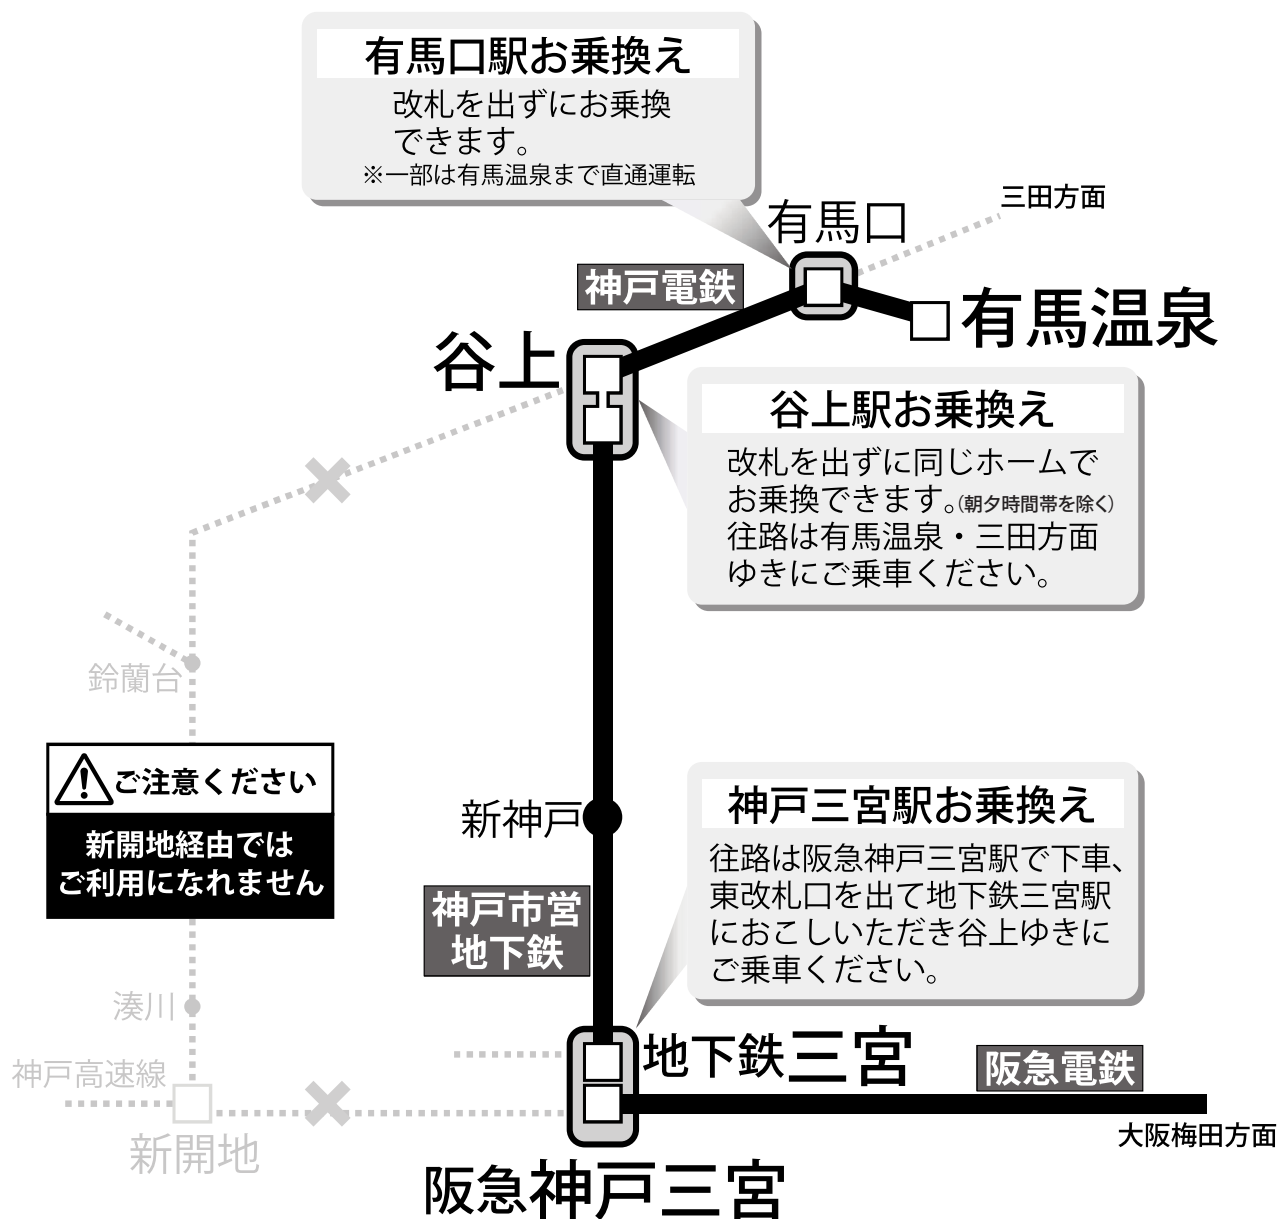 有馬口駅お乗換え
改札を出ずにお乗換
できます。
※一部は有馬温泉まで直通運転
三田方面
有馬口
神戸電鉄
有馬温泉
谷上
谷上駅お乗換え
改札を出ずに同じホームで
お乗換できます。(朝夕時間帯を除く)
往路は有馬温泉・三田方面
ゆきにご乗車ください。
鈴蘭台
ご注意ください
新開地経由では
ご利用になれません
新神戸
神戸三宮駅お乗換え
往路は阪急神戸三宮駅で下車、
東改札口を出て地下鉄三宮駅
におこしいただき谷上ゆきに
ご乗車ください。
神戸市営
地下鉄
湊川
地下鉄三宮
阪急電鉄
神戸高速線
大阪梅田方面
新開地
阪急神戸三宮